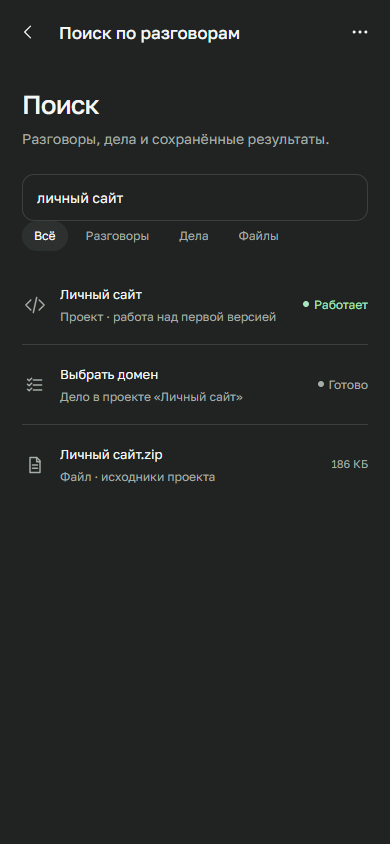 Поиск по разговорам
Поиск
Разговоры, дела и сохранённые результаты.
личный сайт
Всё Разговоры Дела Файлы
Личный сайт
Проект · работа над первой версией
Работает
Выбрать домен
Дело в проекте «Личный сайт»
Готово
Личный сайт.zip
Файл · исходники проекта
186 КБ